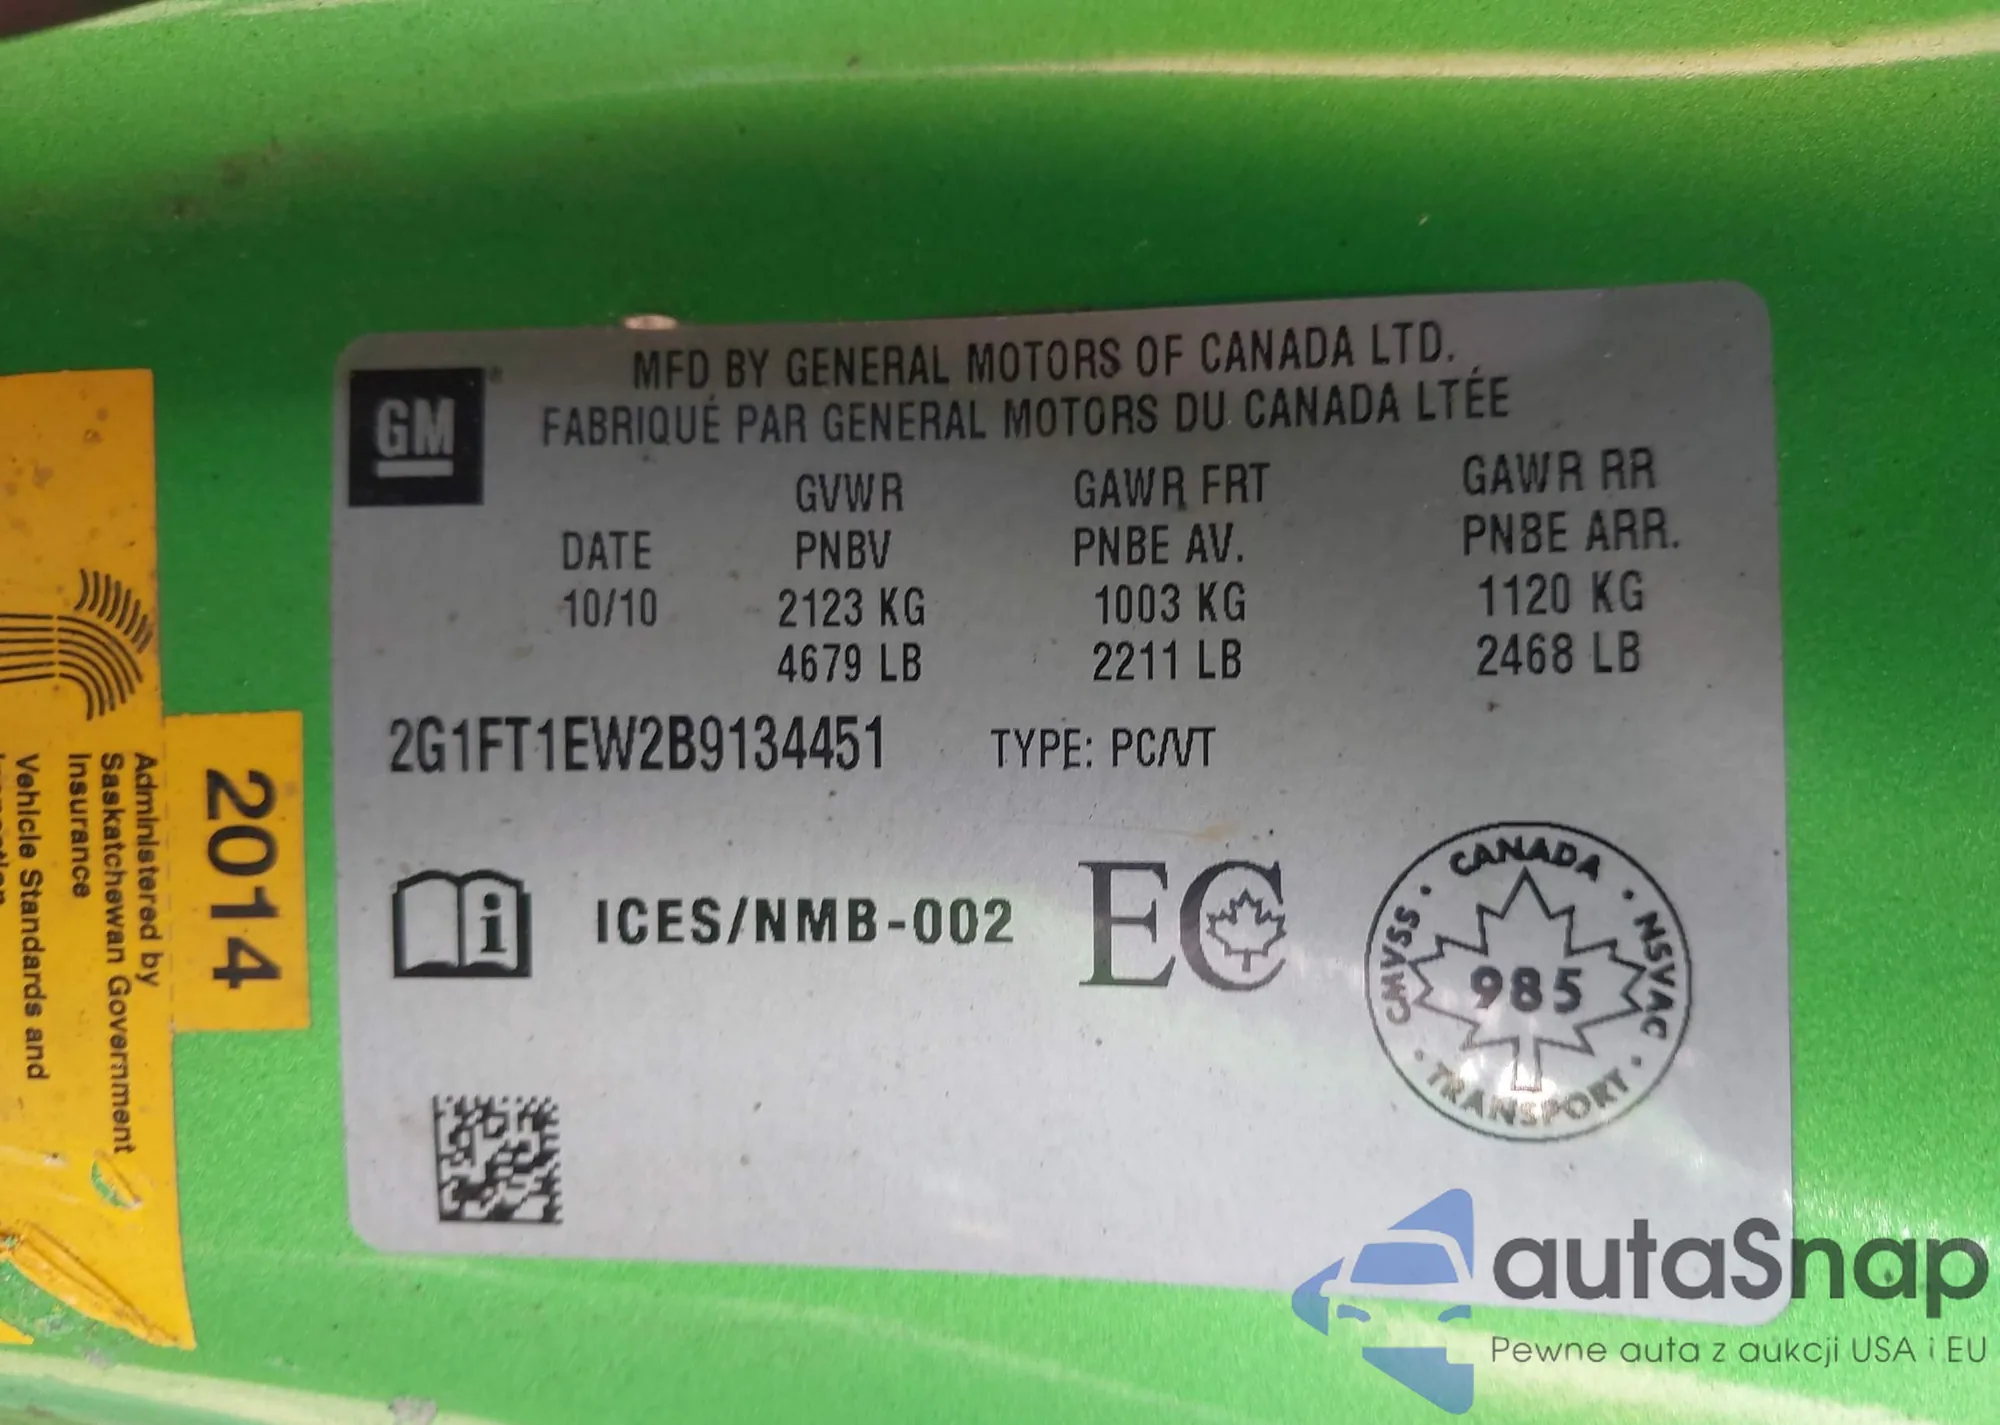 MFD BY GENERAL MOTORS OF CANADA LTD.
FABRIQUÉ PAR GENERAL MOTORS DU CANADA LTÉE
GM
GVWR GAWR FRT GAWR RR
DATE PNBV PNBE AV. PNBE ARR.
10/10 2123 KG 1003 KG 1120 KG
4679 LB 2211 LB 2468 LB
2G1FT1EW2B9134451 TYPE: PC/VT
ICES/NMB-002 EC
CANADA
CMVSS · NSVAC
985
TRANSPORT
2014
Administered by
Saskatchewan Government
Insurance
Vehicle Standards and
autaSnap
Pewne auta z aukcji USA i EU